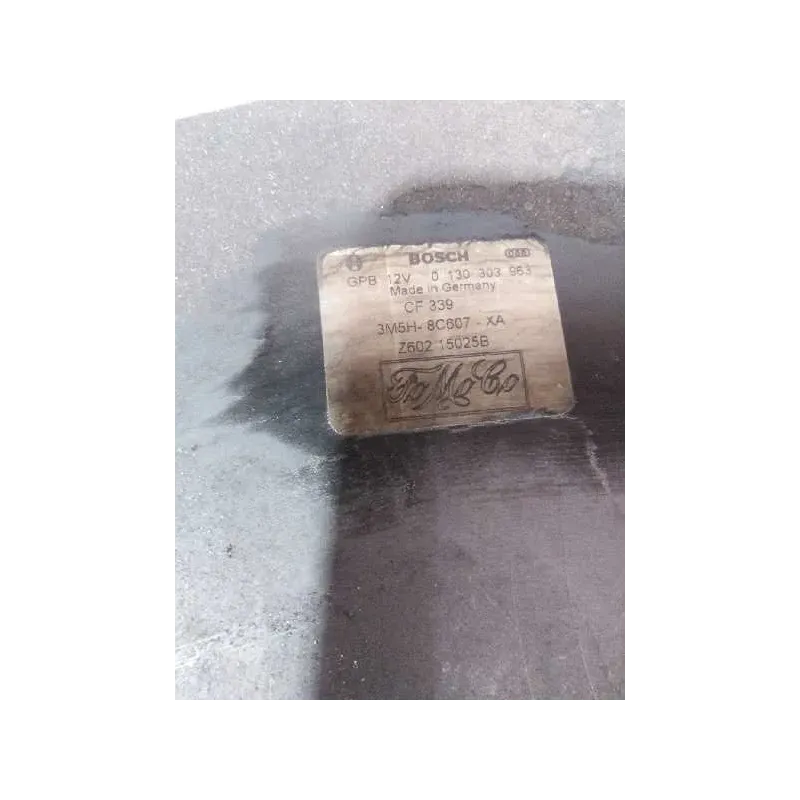 BOSCH
GPB 12V 0 130 303 963
Made in Germany
CF 339
3M5H-8C607-XA
Z602 15025B
FoMoCo